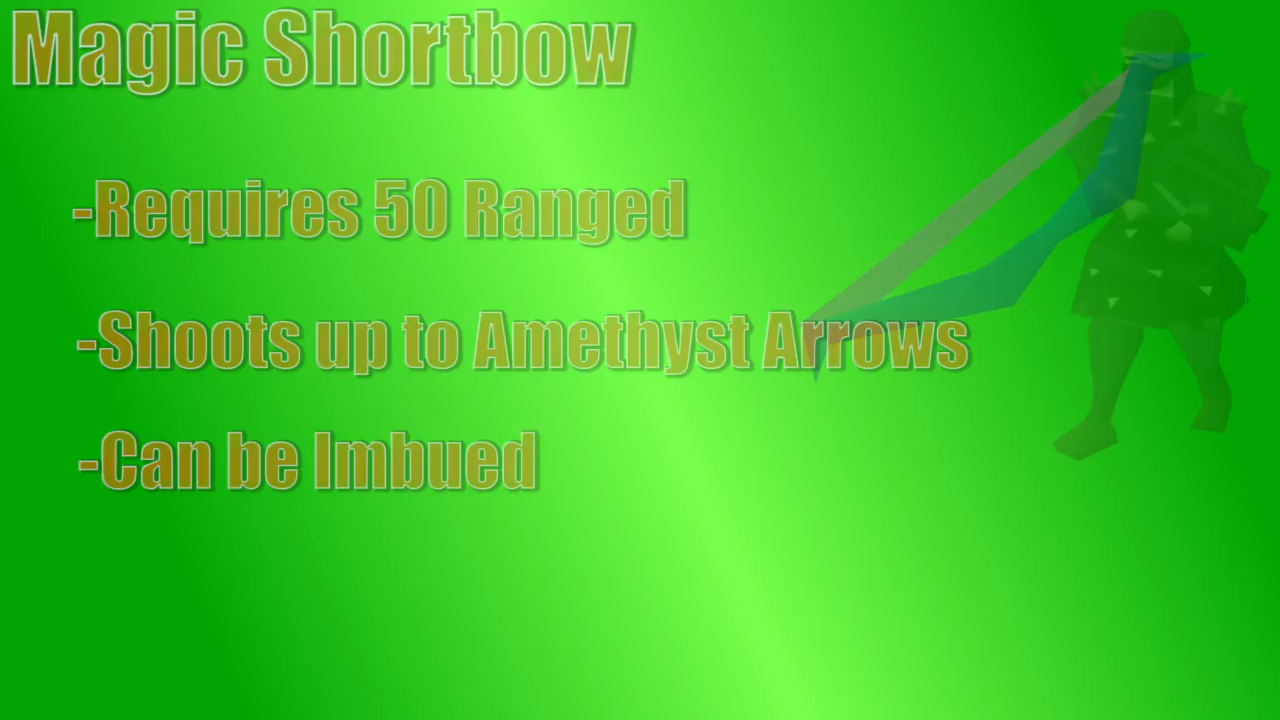 Magic Shortbow
-Requires 50 Ranged
-Shoots up to Amethyst Arrows
-Can be Imbued